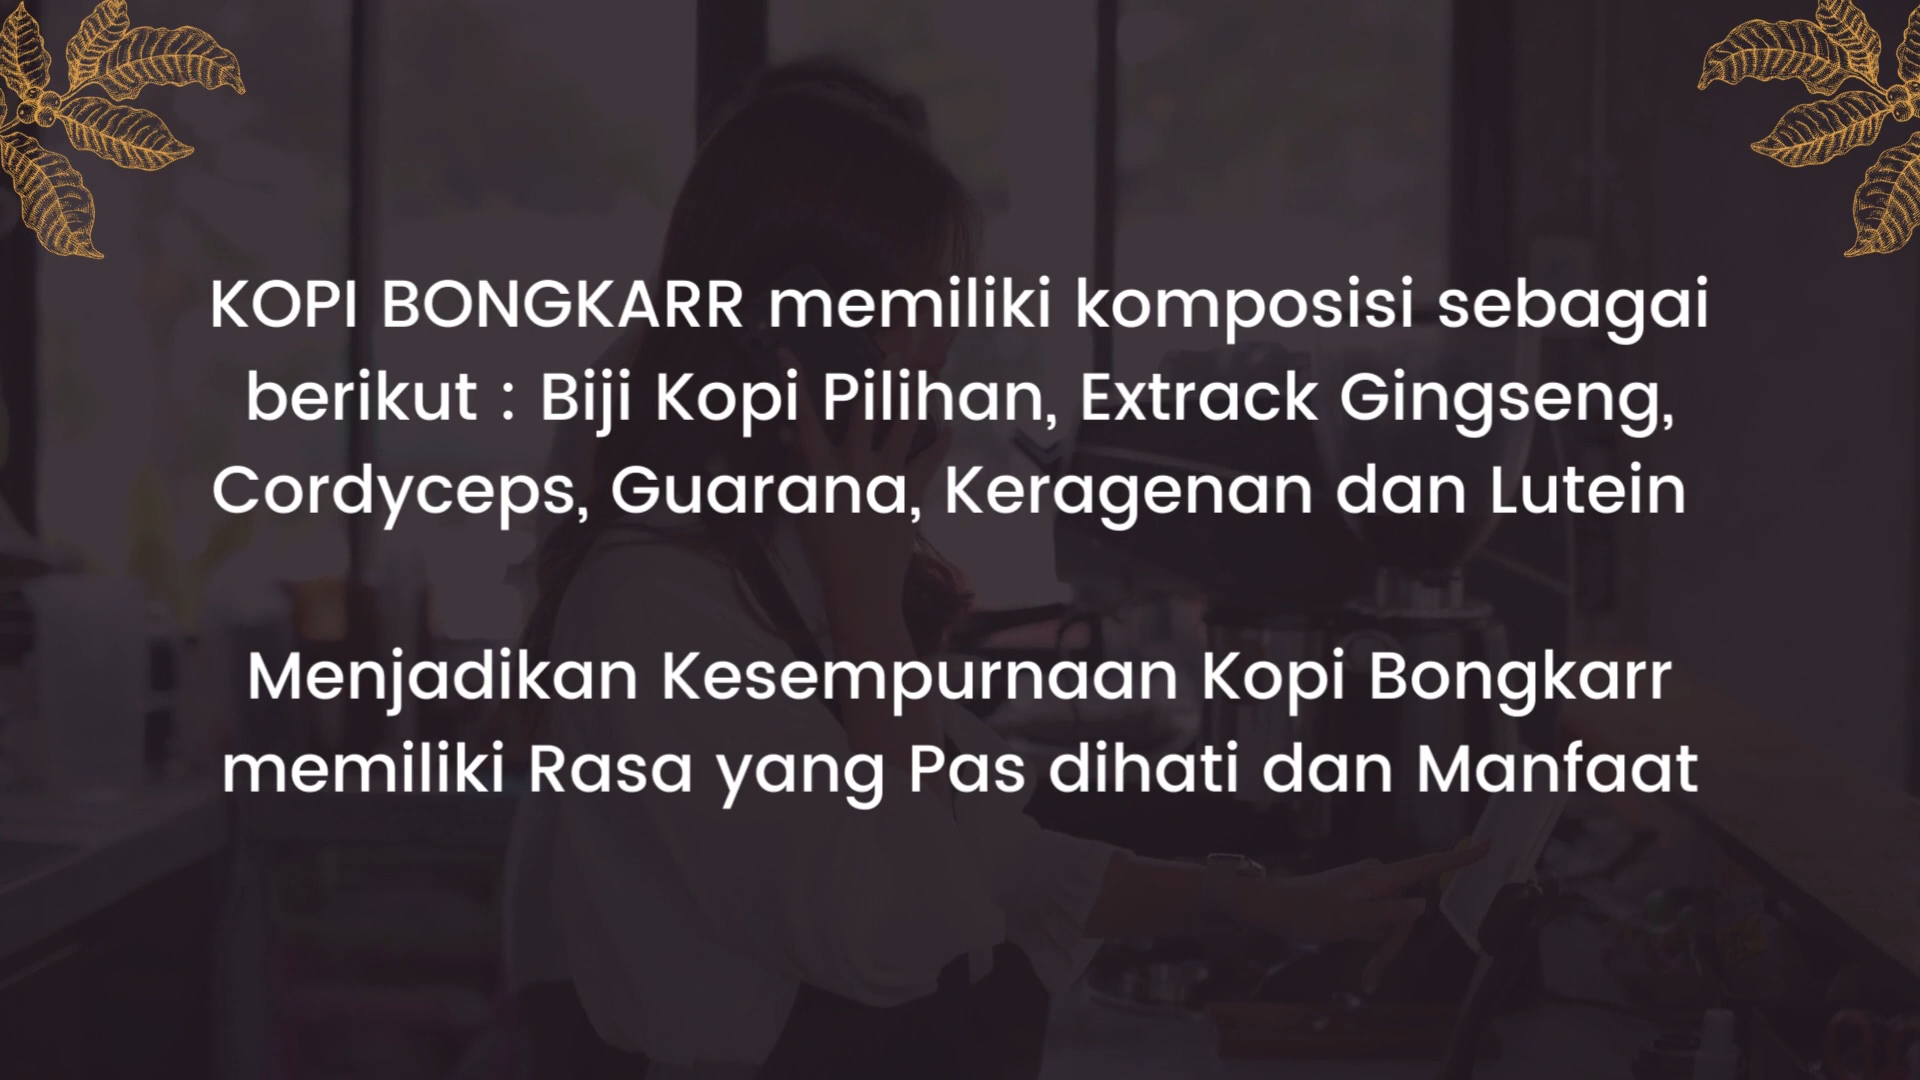 KOPI BONGKARR memiliki komposisi sebagai
berikut : Biji Kopi Pilihan, Extrack Gingseng,
Cordyceps, Guarana, Keragenan dan Lutein
Menjadikan Kesempurnaan Kopi Bongkarr
memiliki Rasa yang Pas dihati dan Manfaat